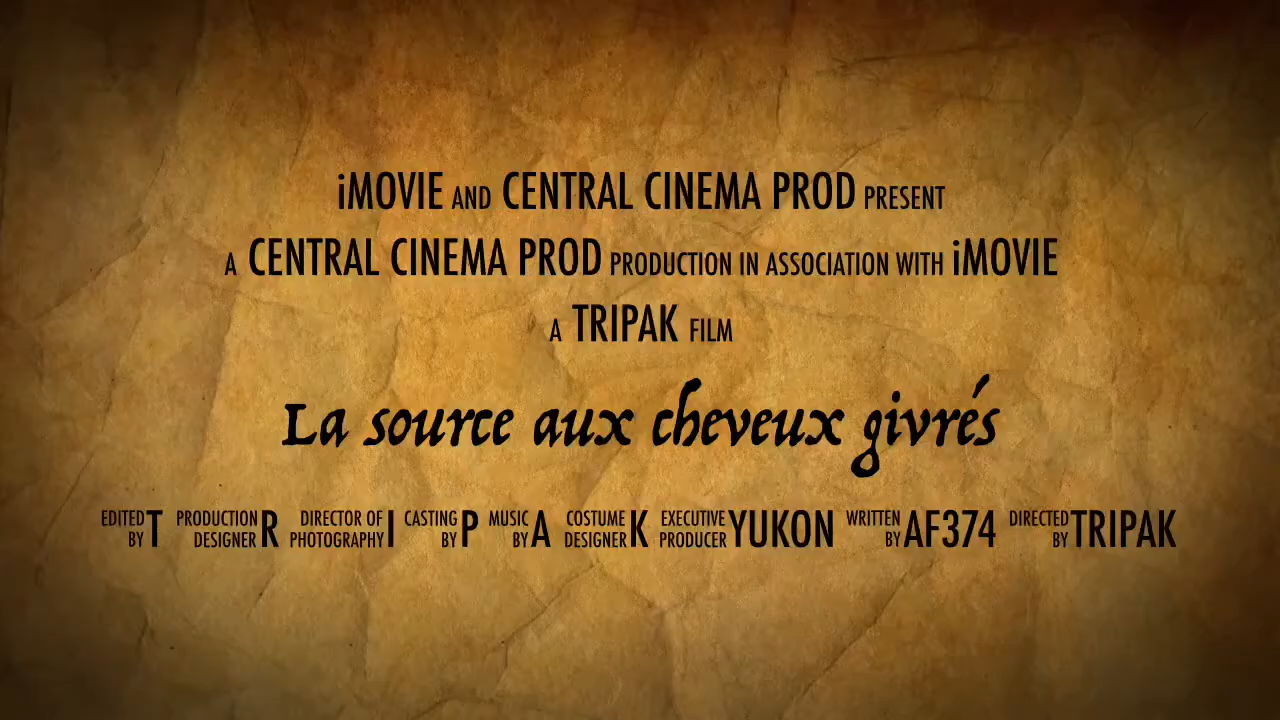 iMOVIE AND CENTRAL CINEMA PROD PRESENT
A CENTRAL CINEMA PROD PRODUCTION IN ASSOCIATION WITH iMOVIE
A TRIPAK FILM
La source aux cheveux givrés
EDITED BY T PRODUCTION DESIGNER R DIRECTOR OF PHOTOGRAPHY I CASTING BY P MUSIC BY A COSTUME DESIGNER K EXECUTIVE PRODUCER YUKON WRITTEN BY AF374 DIRECTED BY TRIPAK